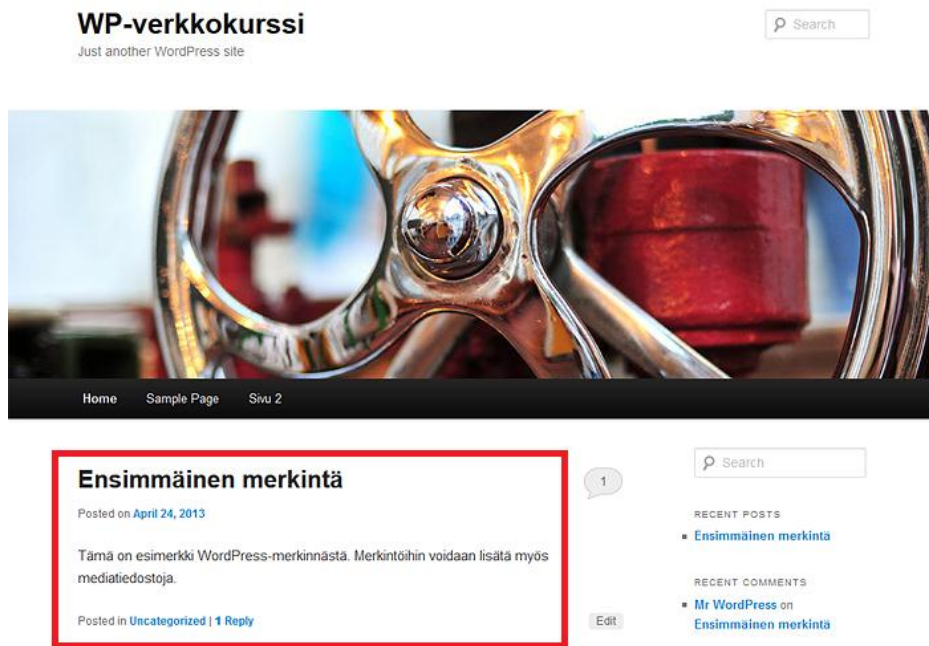 WP-verkkokurssi
Just another WordPress site
Search
Home Sample Page Sivu 2
Ensimmäinen merkintä
Posted on April 24, 2013
Tämä on esimerkki WordPress-merkinnästä. Merkintöihin voidaan lisätä myös
mediatiedostoja.
Posted in Uncategorized | 1 Reply
1
Edit
Search
RECENT POSTS
Ensimmäinen merkintä
RECENT COMMENTS
Mr WordPress on
Ensimmäinen merkintä